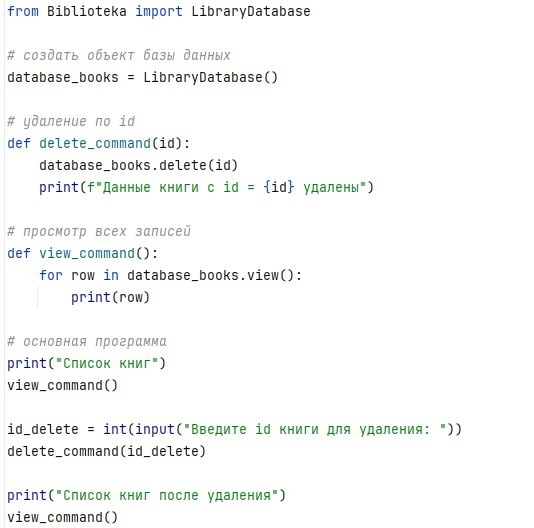 from Biblioteka import LibraryDatabase
# создать объект базы данных
database_books = LibraryDatabase()
# удаление по id
def delete_command(id):
    database_books.delete(id)
    print(f"Данные книги с id = {id} удалены")
# просмотр всех записей
def view_command():
    for row in database_books.view():
        print(row)
# основная программа
print("Список книг")
view_command()
id_delete = int(input("Введите id книги для удаления: "))
delete_command(id_delete)
print("Список книг после удаления")
view_command()